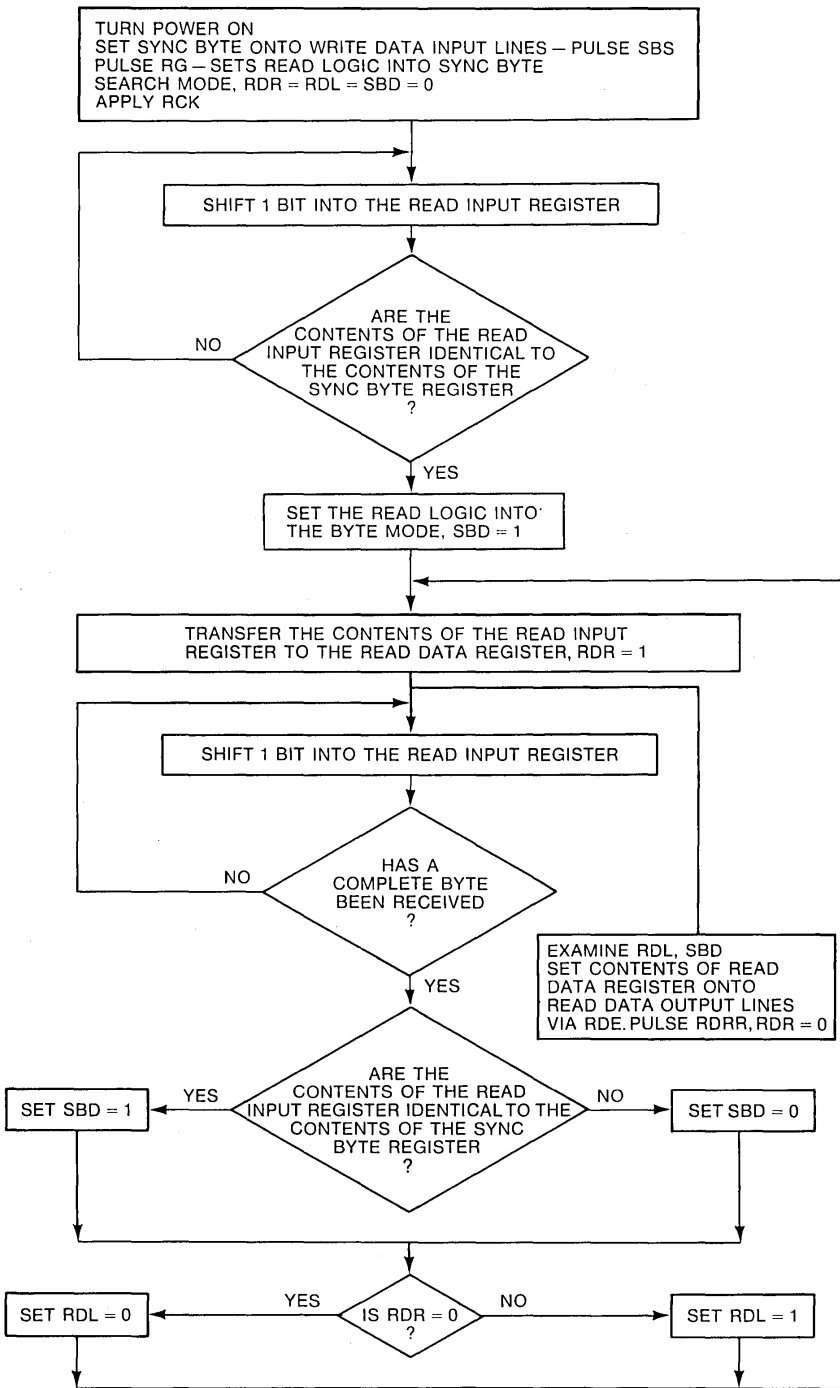 TURN POWER ON
SET SYNC BYTE ONTO WRITE DATA INPUT LINES – PULSE SBS
PULSE RG – SETS READ LOGIC INTO SYNC BYTE
SEARCH MODE, RDR = RDL = SBD = 0
APPLY RCK
SHIFT 1 BIT INTO THE READ INPUT REGISTER
ARE THE
CONTENTS OF THE READ
INPUT REGISTER IDENTICAL TO
THE CONTENTS OF THE
SYNC BYTE REGISTER
?
NO
YES
SET THE READ LOGIC INTO
THE BYTE MODE, SBD = 1
TRANSFER THE CONTENTS OF THE READ INPUT
REGISTER TO THE READ DATA REGISTER, RDR = 1
SHIFT 1 BIT INTO THE READ INPUT REGISTER
HAS A
COMPLETE BYTE
BEEN RECEIVED
?
NO
YES
EXAMINE RDL, SBD
SET CONTENTS OF READ
DATA REGISTER ONTO
READ DATA OUTPUT LINES
VIA RDE. PULSE RDRR, RDR = 0
ARE THE
CONTENTS OF THE READ
INPUT REGISTER IDENTICAL TO THE
CONTENTS OF THE SYNC
BYTE REGISTER
?
YES
NO
SET SBD = 1
SET SBD = 0
IS RDR = 0
?
YES
NO
SET RDL = 0
SET RDL = 1